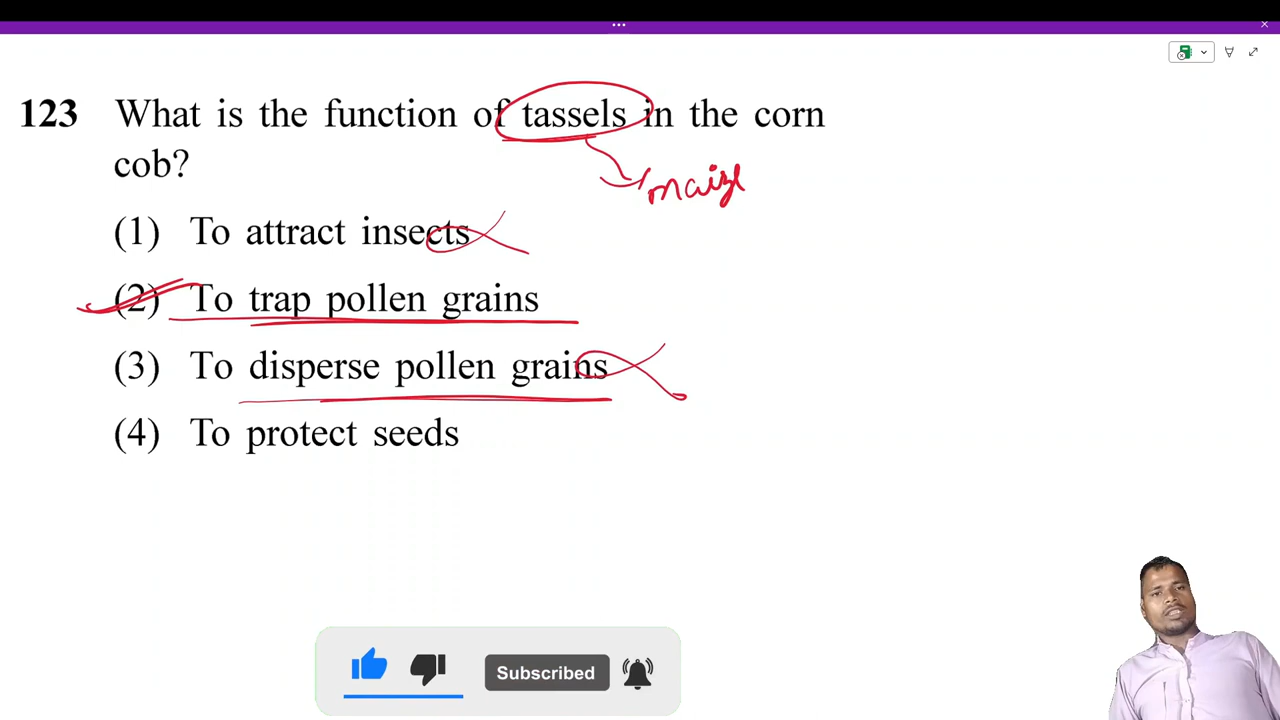 123 What is the function of tassels in the corn
cob?
maize
(1) To attract insects
(2) To trap pollen grains
(3) To disperse pollen grains
(4) To protect seeds
Subscribed